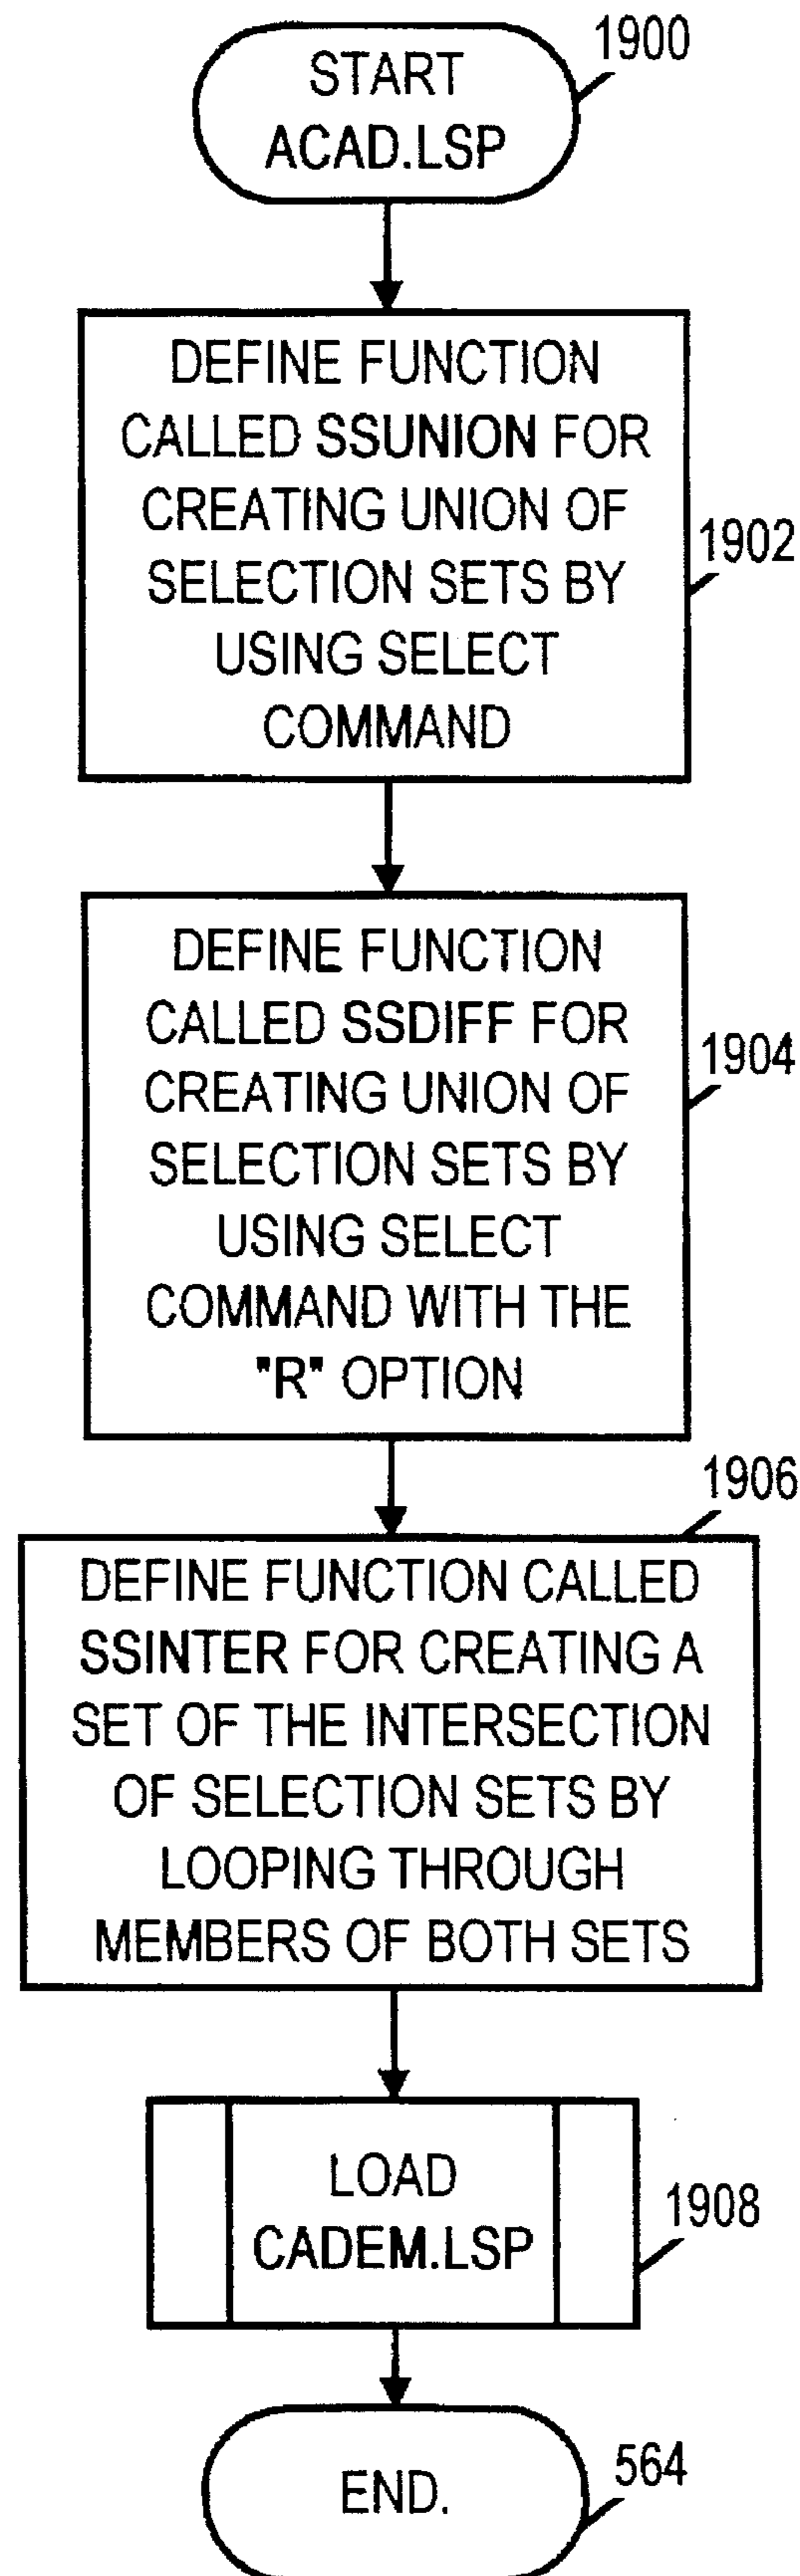 1900
START
ACAD.LSP
DEFINE FUNCTION
CALLED SSUNION FOR
CREATING UNION OF
SELECTION SETS BY
USING SELECT
COMMAND
1902
DEFINE FUNCTION
CALLED SSDIFF FOR
CREATING UNION OF
SELECTION SETS BY
USING SELECT
COMMAND WITH THE
"R" OPTION
1904
1906
DEFINE FUNCTION CALLED
SSINTER FOR CREATING A
SET OF THE INTERSECTION
OF SELECTION SETS BY
LOOPING THROUGH
MEMBERS OF BOTH SETS
LOAD
CADEM.LSP
1908
END.
564